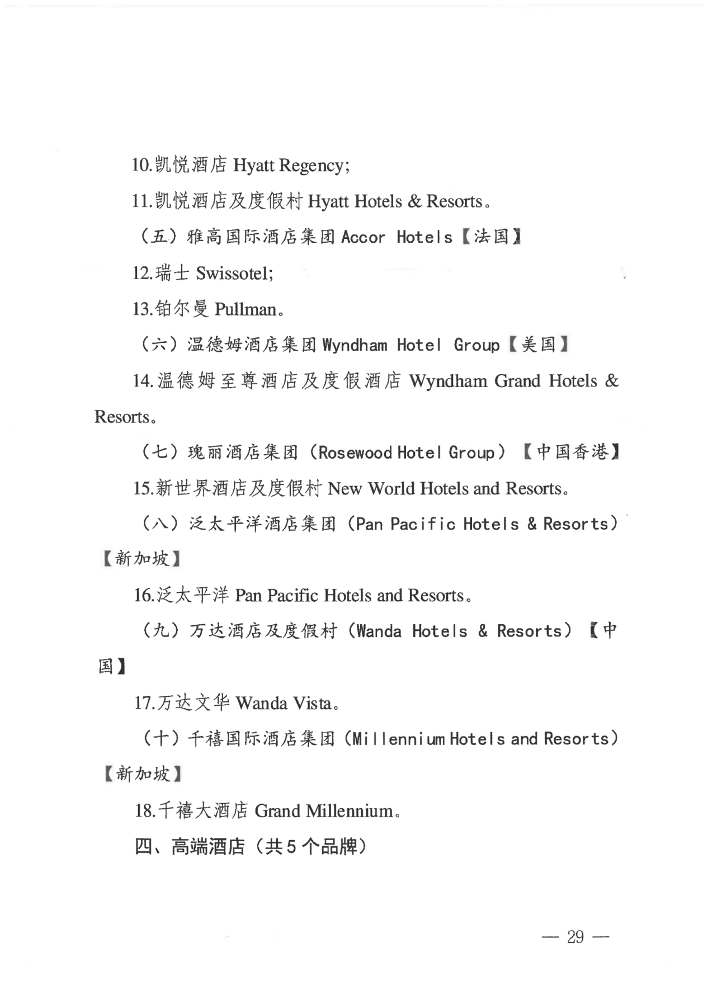 10.凯悦酒店 Hyatt Regency;
11.凯悦酒店及度假村 Hyatt Hotels & Resorts。
（五）雅高国际酒店集团 Accor Hotels【法国】
12.瑞士 Swissotel;
13.铂尔曼 Pullman。
（六）温德姆酒店集团 Wyndham Hotel Group【美国】
14.温德姆至尊酒店及度假酒店 Wyndham Grand Hotels &
Resorts。
（七）瑰丽酒店集团（Rosewood Hotel Group）【中国香港】
15.新世界酒店及度假村 New World Hotels and Resorts。
（八）泛太平洋酒店集团（Pan Pacific Hotels & Resorts）
【新加坡】
16.泛太平洋 Pan Pacific Hotels and Resorts。
（九）万达酒店及度假村（Wanda Hotels & Resorts）【中
国】
17.万达文华 Wanda Vista。
（十）千禧国际酒店集团（Millennium Hotels and Resorts）
【新加坡】
18.千禧大酒店 Grand Millennium。
四、高端酒店（共 5 个品牌）
— 29 —